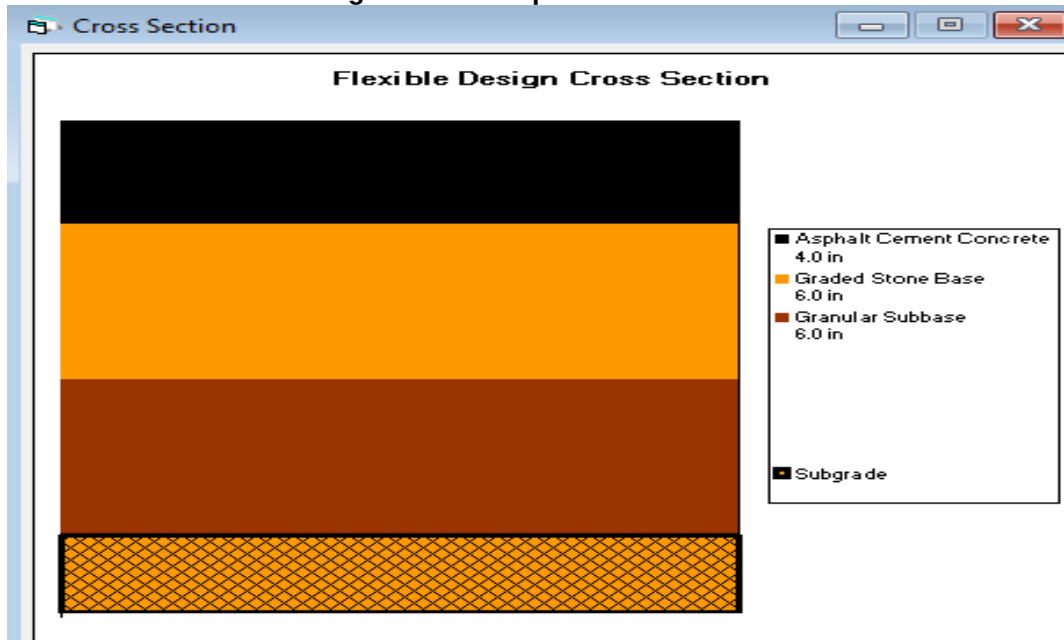 Cross Section
Flexible Design Cross Section
Asphalt Cement Concrete
4.0 in
Graded Stone Base
6.0 in
Granular Subbase
6.0 in
Subgrade